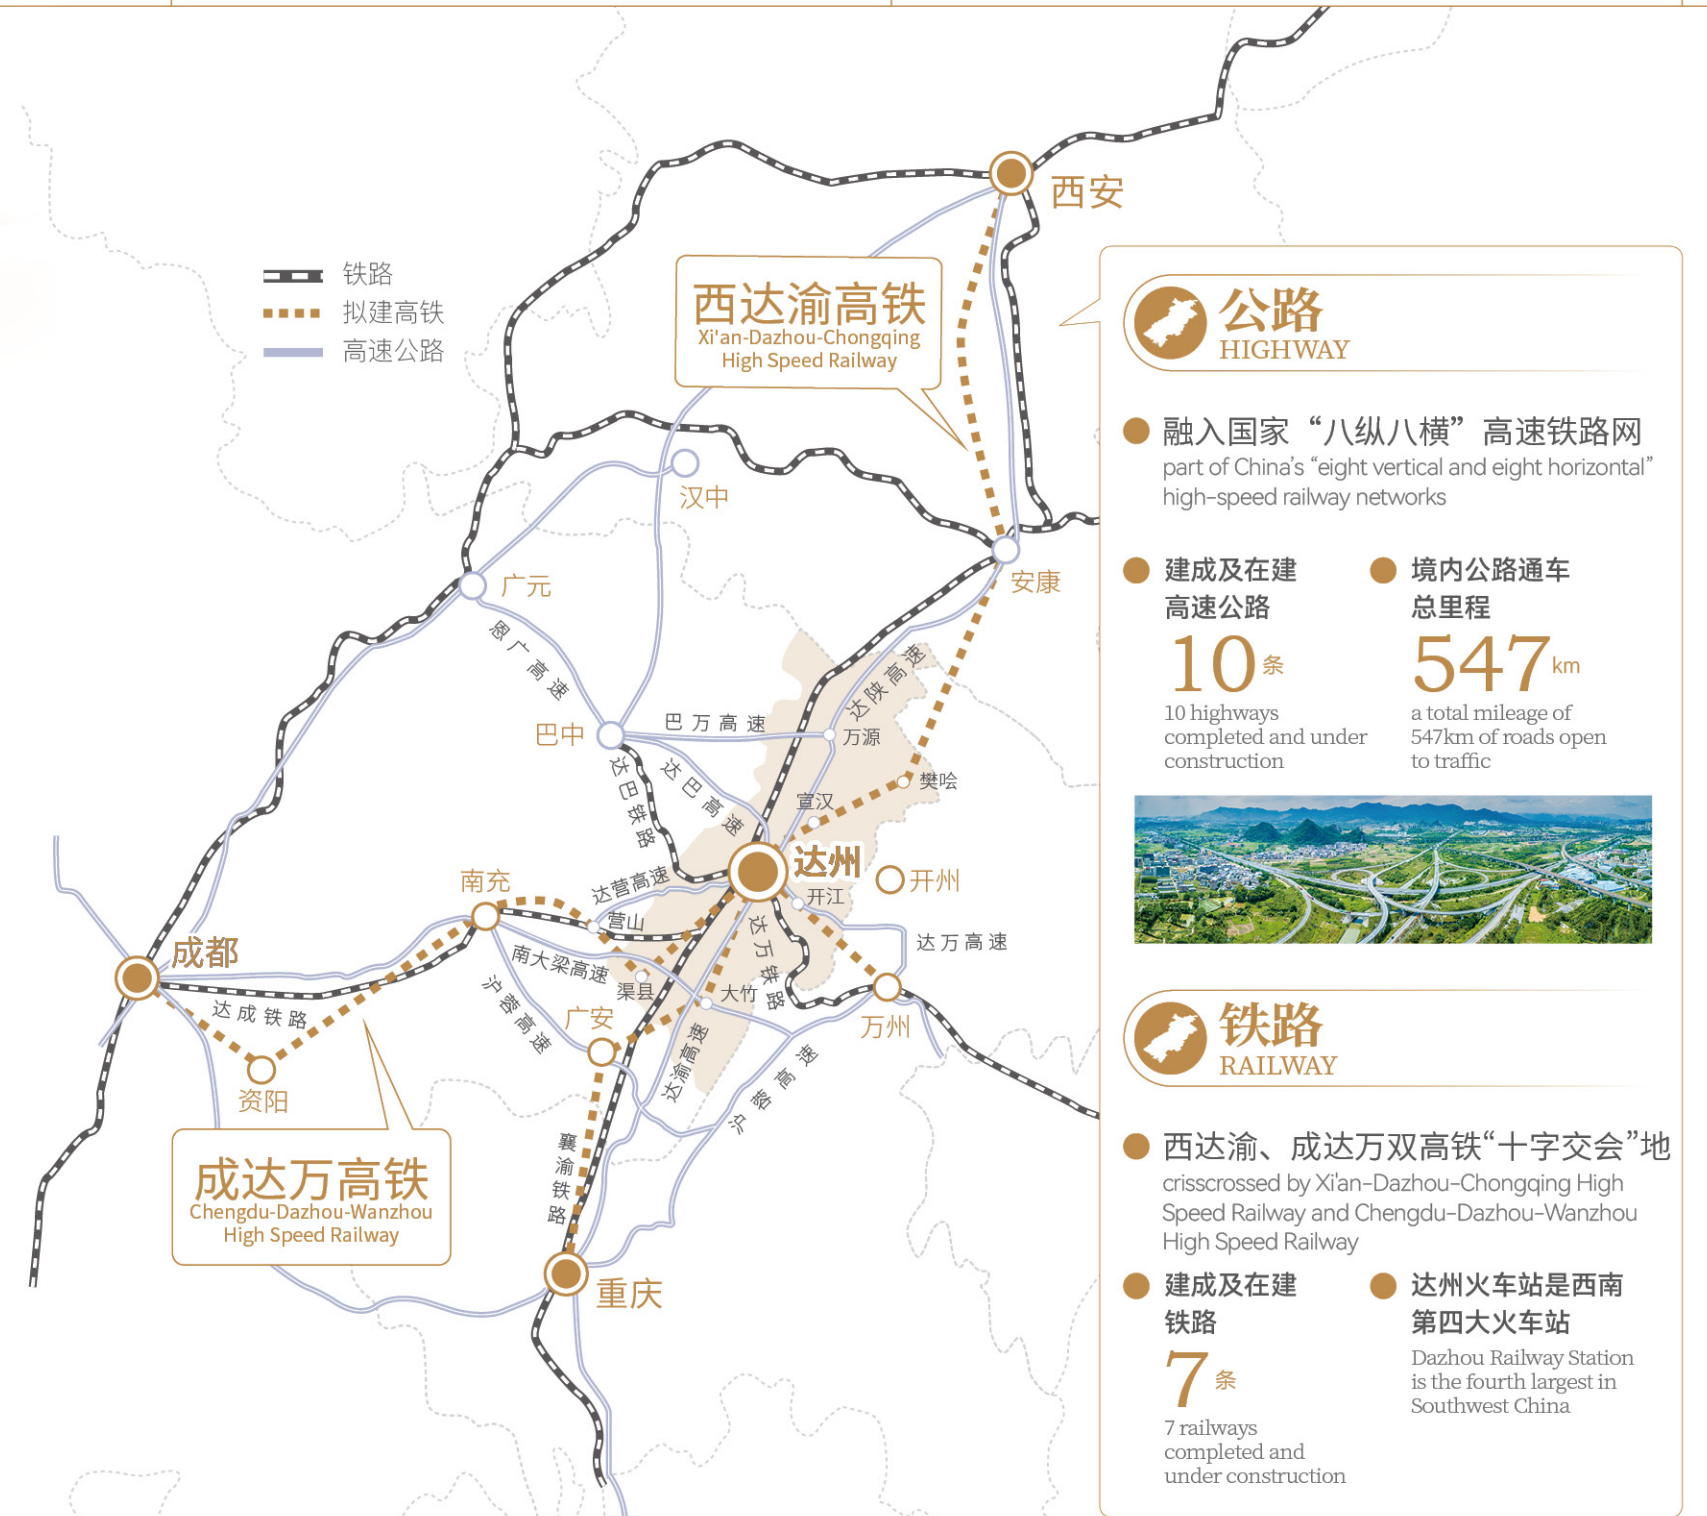 西安
铁路
拟建高铁
高速公路
西达渝高铁
Xi'an-Dazhou-Chongqing
High Speed Railway
汉中
安康
广元
恩广高速
达陕高速
巴中
巴万高速
万源
达巴铁路
达巴高速
樊哙
宣汉
达州
开州
开江
南充
达营高速
营山
达万铁路
达万高速
成都
南大梁高速
渠县
大竹
达成铁路
沪蓉高速
广安
万州
资阳
达渝高速
沪蓉高速
襄渝铁路
成达万高铁
Chengdu-Dazhou-Wanzhou
High Speed Railway
重庆
公路
HIGHWAY
融入国家“八纵八横”高速铁路网
part of China's “eight vertical and eight horizontal”
high-speed railway networks
建成及在建
高速公路
10条
10 highways
completed and under
construction
境内公路通车
总里程
547km
a total mileage of
547km of roads open
to traffic
铁路
RAILWAY
西达渝、成达万双高铁“十字交会”地
crisscrossed by Xi'an-Dazhou-Chongqing High
Speed Railway and Chengdu-Dazhou-Wanzhou
High Speed Railway
建成及在建
铁路
7条
7 railways
completed and
under construction
达州火车站是西南
第四大火车站
Dazhou Railway Station
is the fourth largest in
Southwest China